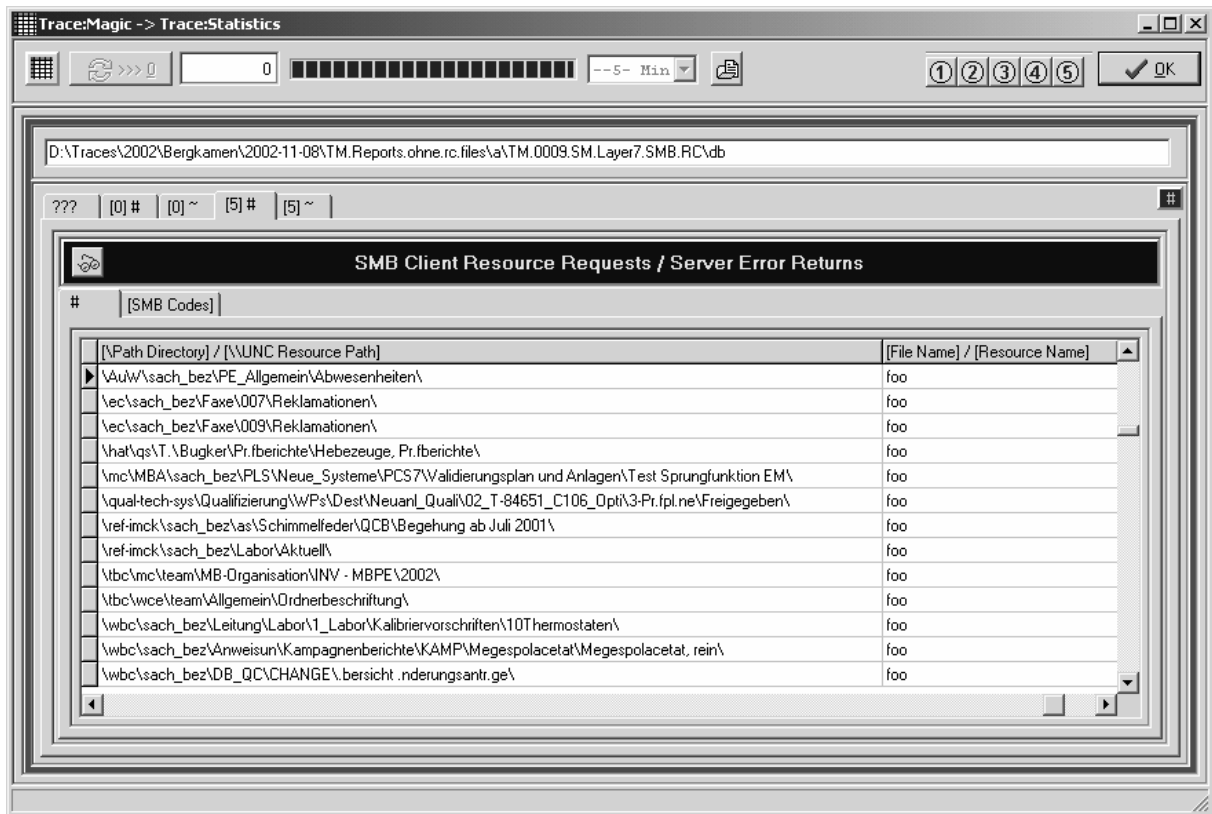 Trace:Magic -> Trace:Statistics
>>> 0 0 --5- Min 1 2 3 4 5 OK
D:\Traces\2002\Bergkamen\2002-11-08\TM.Reports.ohne.rc.files\a\TM.0009.SM.Layer7.SMB.RC\db
??? [0] # [0] ~ [5] # [5] ~ #
SMB Client Resource Requests / Server Error Returns
# [SMB Codes]
[\Path Directory] / [\\UNC Resource Path] [File Name] / [Resource Name]
\AuW\sach_bez\PE_Allgemein\Abwesenheiten\ foo
\ec\sach_bez\Faxe\007\Reklamationen\ foo
\ec\sach_bez\Faxe\009\Reklamationen\ foo
\hat\qs\T.\Bugker\Pr.fberichte\Hebezeuge, Pr.fberichte\ foo
\mc\MBA\sach_bez\PLS\Neue_Systeme\PCS7\Validierungsplan und Anlagen\Test Sprungfunktion EM\ foo
\qual-tech-sys\Qualifizierung\WPs\Dest\Neuanl_Quali\02_T-84651_C106_Opti\3-Pr.fpl.ne\Freigegeben\ foo
\ref-imck\sach_bez\as\Schimmelfeder\QCB\Begehung ab Juli 2001\ foo
\ref-imck\sach_bez\Labor\Aktuell\ foo
\tbc\mc\team\MB-Organisation\INV - MBPE\2002\ foo
\tbc\wce\team\Allgemein\Ordnerbeschriftung\ foo
\wbc\sach_bez\Leitung\Labor\1_Labor\Kalibriervorschriften\10Thermostaten\ foo
\wbc\sach_bez\Anweisun\Kampagnenberichte\KAMP\Megespolacetat\Megespolacetat, rein\ foo
\wbc\sach_bez\DB_QC\CHANGE\.bersicht .nderungsantr.ge\ foo